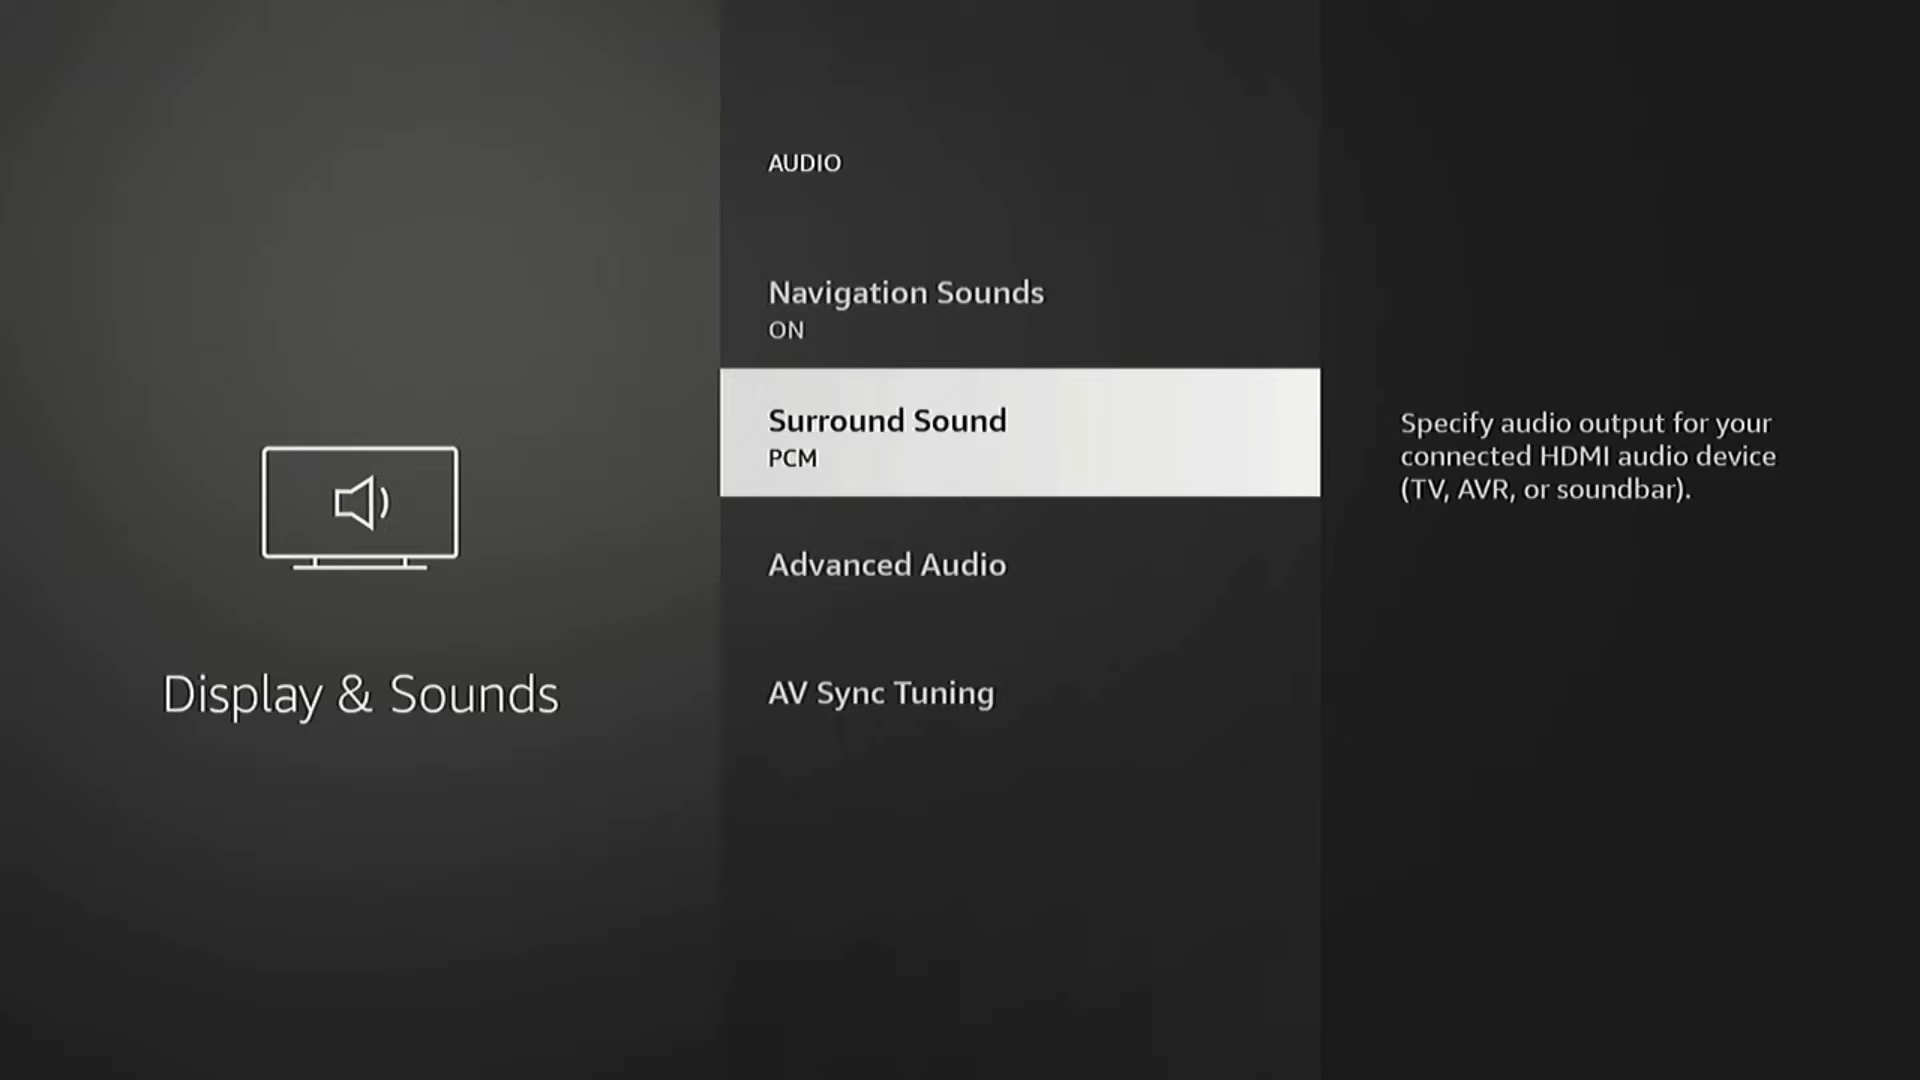 AUDIO
Navigation Sounds
ON
Surround Sound
PCM
Specify audio output for your
connected HDMI audio device
(TV, AVR, or soundbar).
Advanced Audio
AV Sync Tuning
Display & Sounds